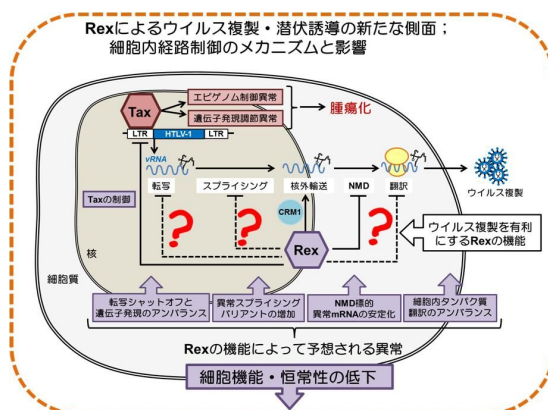 Rexによるウイルス複製・潜伏誘導の新たな側面；
細胞内経路制御のメカニズムと影響
Tax
エピゲノム制御異常
遺伝子発現調節異常
腫瘍化
LTR
HTLV-1
LTR
vRNA
転写
スプライシング
核外輸送
NMD
翻訳
ウイルス複製
Taxの制御
?
?
?
CRM1
Rex
ウイルス複製を有利
にするRexの機能
核
細胞質
転写シャットオフと
遺伝子発現のアンバランス
異常スプライシング
バリアントの増加
NMD標的
異常mRNAの安定化
細胞内タンパク質
翻訳のアンバランス
Rexの機能によって予想される異常
細胞機能・恒常性の低下